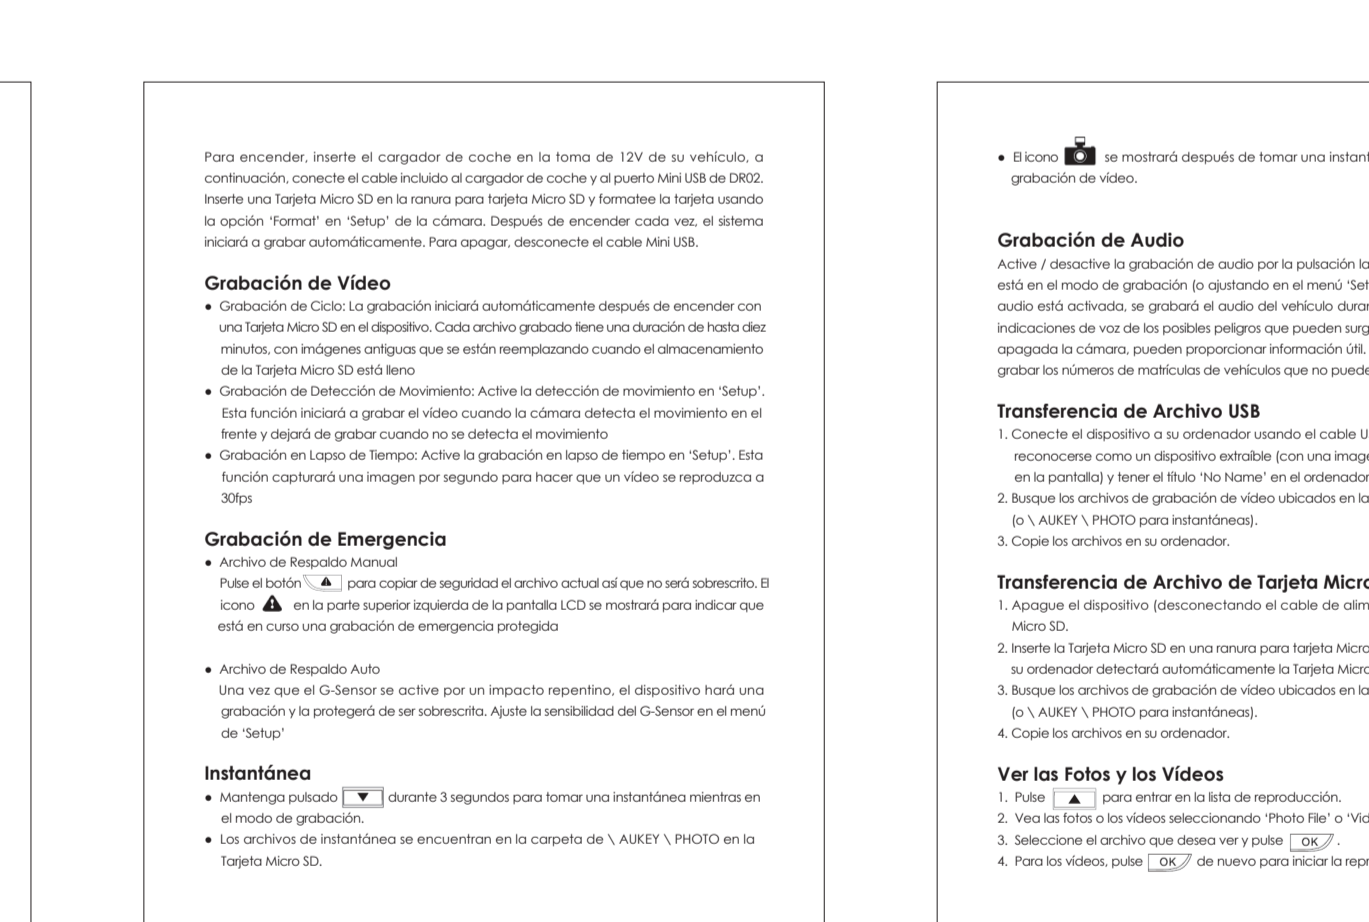 Para encender, inserte el cargador de coche en la toma de 12V de su vehículo, a
continuación, conecte el cable incluido al cargador de coche y al puerto Mini USB de DR02.
Inserte una Tarjeta Micro SD en la ranura para tarjeta Micro SD y formatee la tarjeta usando
la opción ‘Format’ en ‘Setup’ de la cámara. Después de encender cada vez, el sistema
iniciará a grabar automáticamente. Para apagar, desconecte el cable Mini USB.
Grabación de Vídeo
● Grabación de Ciclo: La grabación iniciará automáticamente después de encender con
una Tarjeta Micro SD en el dispositivo. Cada archivo grabado tiene una duración de hasta diez
minutos, con imágenes antiguas que se están reemplazando cuando el almacenamiento
de la Tarjeta Micro SD está lleno
● Grabación de Detección de Movimiento: Active la detección de movimiento en ‘Setup’.
Esta función iniciará a grabar el vídeo cuando la cámara detecta el movimiento en el
frente y dejará de grabar cuando no se detecta el movimiento
● Grabación en Lapso de Tiempo: Active la grabación en lapso de tiempo en ‘Setup’. Esta
función capturará una imagen por segundo para hacer que un vídeo se reproduzca a
30fps
Grabación de Emergencia
● Archivo de Respaldo Manual
Pulse el botón para copiar de seguridad el archivo actual así que no será sobrescrito. El
icono en la parte superior izquierda de la pantalla LCD se mostrará para indicar que
está en curso una grabación de emergencia protegida
● Archivo de Respaldo Auto
Una vez que el G-Sensor se active por un impacto repentino, el dispositivo hará una
grabación y la protegerá de ser sobrescrita. Ajuste la sensibilidad del G-Sensor en el menú
de ‘Setup’
Instantánea
● Mantenga pulsado ▼ durante 3 segundos para tomar una instantánea mientras en
el modo de grabación.
● Los archivos de instantánea se encuentran en la carpeta de \ AUKEY \ PHOTO en la
Tarjeta Micro SD.
● El icono se mostrará después de tomar una instant
grabación de vídeo.
Grabación de Audio
Active / desactive la grabación de audio por la pulsación la
está en el modo de grabación (o ajustando en el menú ‘Set
audio está activada, se grabará el audio del vehículo dura
indicaciones de voz de los posibles peligros que pueden surg
apagada la cámara, pueden proporcionar información útil.
grabar los números de matrículas de vehículos que no puede
Transferencia de Archivo USB
1. Conecte el dispositivo a su ordenador usando el cable U
reconocerse como un dispositivo extraíble (con una image
en la pantalla) y tener el título ‘No Name’ en el ordenador
2. Busque los archivos de grabación de vídeo ubicados en la
(o \ AUKEY \ PHOTO para instantáneas).
3. Copie los archivos en su ordenador.
Transferencia de Archivo de Tarjeta Micro
1. Apague el dispositivo (desconectando el cable de alim
Micro SD.
2. Inserte la Tarjeta Micro SD en una ranura para tarjeta Micro
su ordenador detectará automáticamente la Tarjeta Micro
3. Busque los archivos de grabación de vídeo ubicados en la
(o \ AUKEY \ PHOTO para instantáneas).
4. Copie los archivos en su ordenador.
Ver las Fotos y los Vídeos
1. Pulse ▲ para entrar en la lista de reproducción.
2. Vea las fotos o los vídeos seleccionando ‘Photo File’ o ‘Vid
3. Seleccione el archivo que desea ver y pulse OK .
4. Para los vídeos, pulse OK de nuevo para iniciar la repr